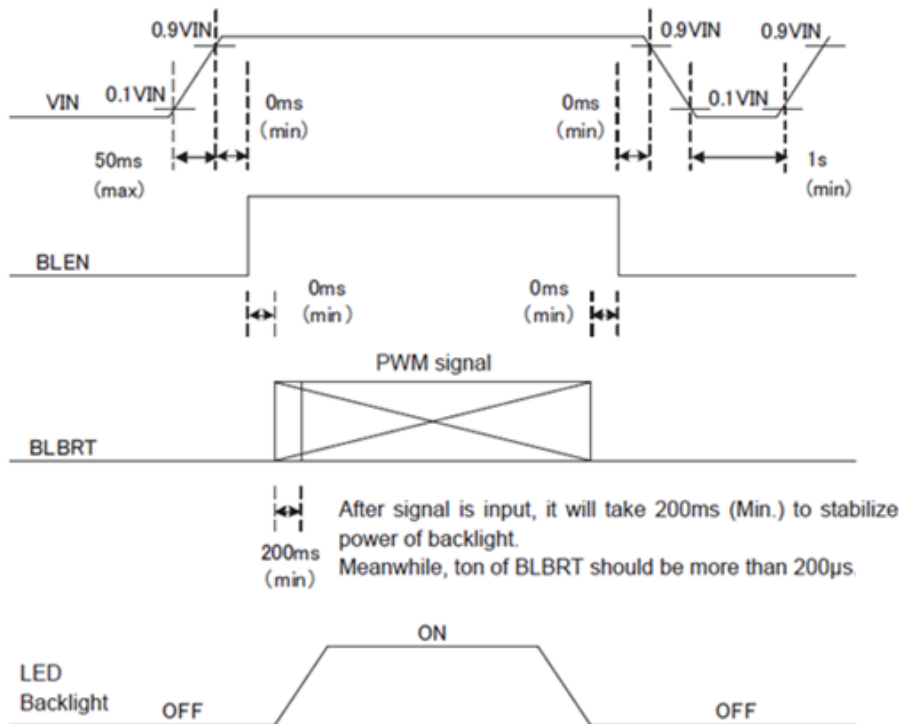 0.9VIN
0.9VIN
0.9VIN
VIN
0.1VIN
0ms
(min)
0ms
(min)
0.1VIN
50ms
(max)
1s
(min)
BLEN
0ms
(min)
0ms
(min)
PWM signal
BLBRT
200ms
(min)
After signal is input, it will take 200ms (Min.) to stabilize
power of backlight.
Meanwhile, ton of BLBRT should be more than 200µs.
ON
LED
Backlight
OFF
OFF